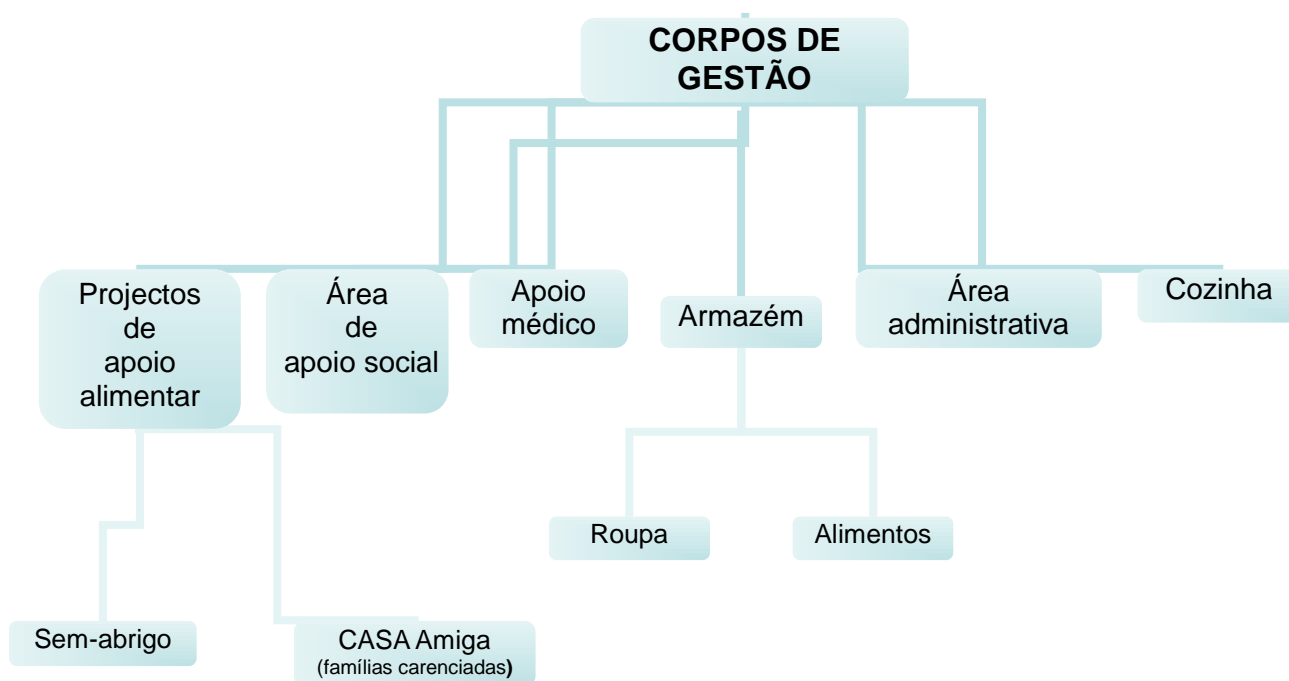 CORPOS DE
GESTÃO
Projectos
de
apoio
alimentar
Área
de
apoio social
Apoio
médico
Armazém
Área
administrativa
Cozinha
Roupa
Alimentos
Sem-abrigo
CASA Amiga
(famílias carenciadas)